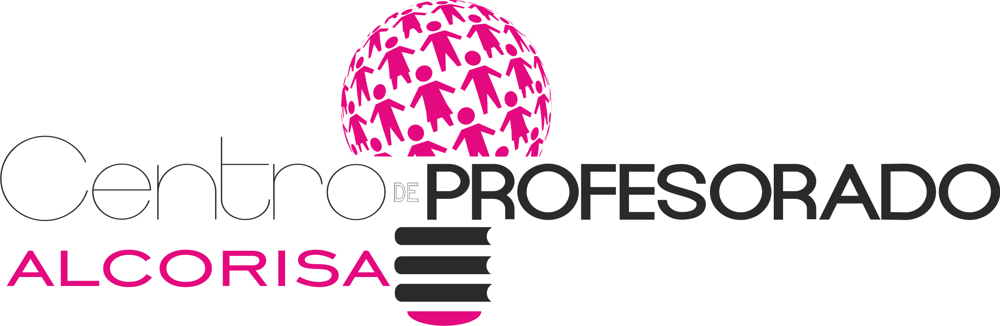 Centro DE PROFESORADO
ALCORISA